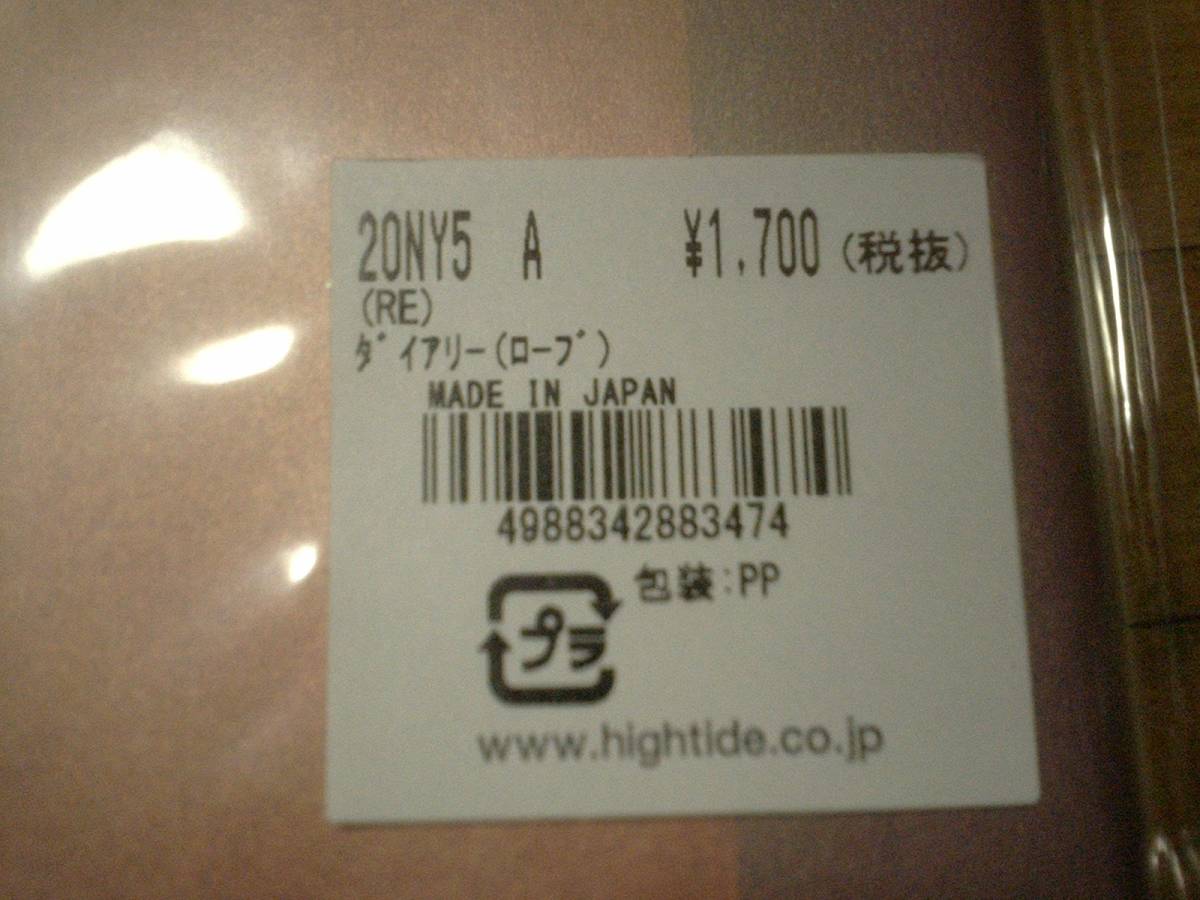 20NY5 A ¥1,700 (税抜)
(RE)
ﾀﾞｲｱﾘｰ(ﾛｰﾌﾞ)
MADE IN JAPAN
4988342883474
包装:PP
プラ
www.hightide.co.jp